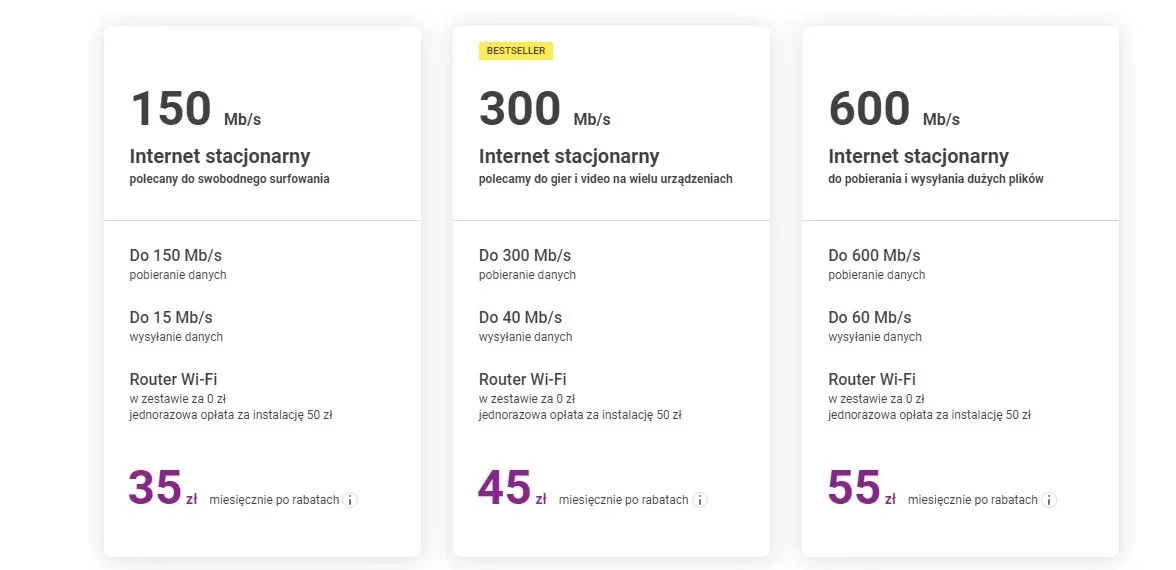 150 Mb/s
Internet stacjonarny
polecany do swobodnego surfowania
Do 150 Mb/s
pobieranie danych
Do 15 Mb/s
wysyłanie danych
Router Wi-Fi
w zestawie za 0 zł
jednorazowa opłata za instalację 50 zł
35 zł miesięcznie po rabatach i
BESTSELLER
300 Mb/s
Internet stacjonarny
polecamy do gier i video na wielu urządzeniach
Do 300 Mb/s
pobieranie danych
Do 40 Mb/s
wysyłanie danych
Router Wi-Fi
w zestawie za 0 zł
jednorazowa opłata za instalację 50 zł
45 zł miesięcznie po rabatach i
600 Mb/s
Internet stacjonarny
do pobierania i wysyłania dużych plików
Do 600 Mb/s
pobieranie danych
Do 60 Mb/s
wysyłanie danych
Router Wi-Fi
w zestawie za 0 zł
jednorazowa opłata za instalację 50 zł
55 zł miesięcznie po rabatach i